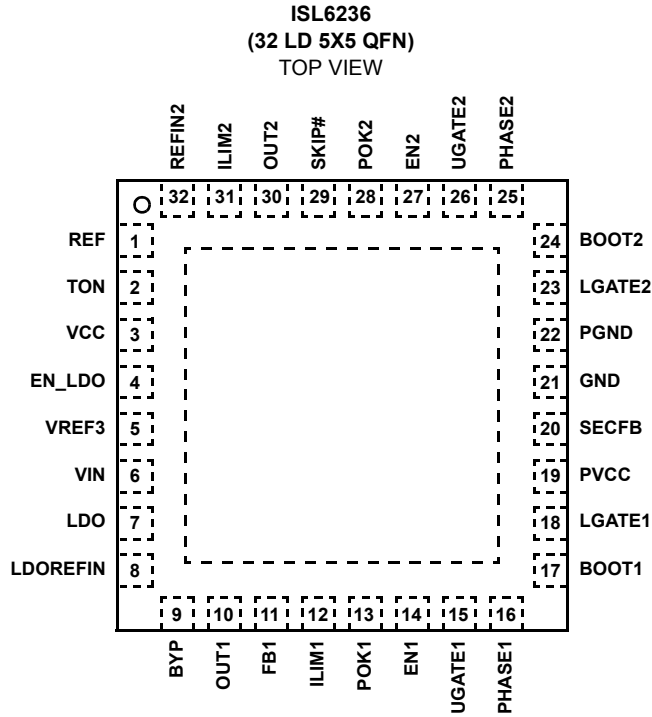 ISL6236
(32 LD 5X5 QFN)
TOP VIEW
REFIN2
ILIM2
OUT2
SKIP#
POK2
EN2
UGATE2
PHASE2
32 31 30 29 28 27 26 25
REF 1
TON 2
VCC 3
EN_LDO 4
VREF3 5
VIN 6
LDO 7
LDOREFIN 8
24 BOOT2
23 LGATE2
22 PGND
21 GND
20 SECFB
19 PVCC
18 LGATE1
17 BOOT1
9 10 11 12 13 14 15 16
BYP
OUT1
FB1
ILIM1
POK1
EN1
UGATE1
PHASE1